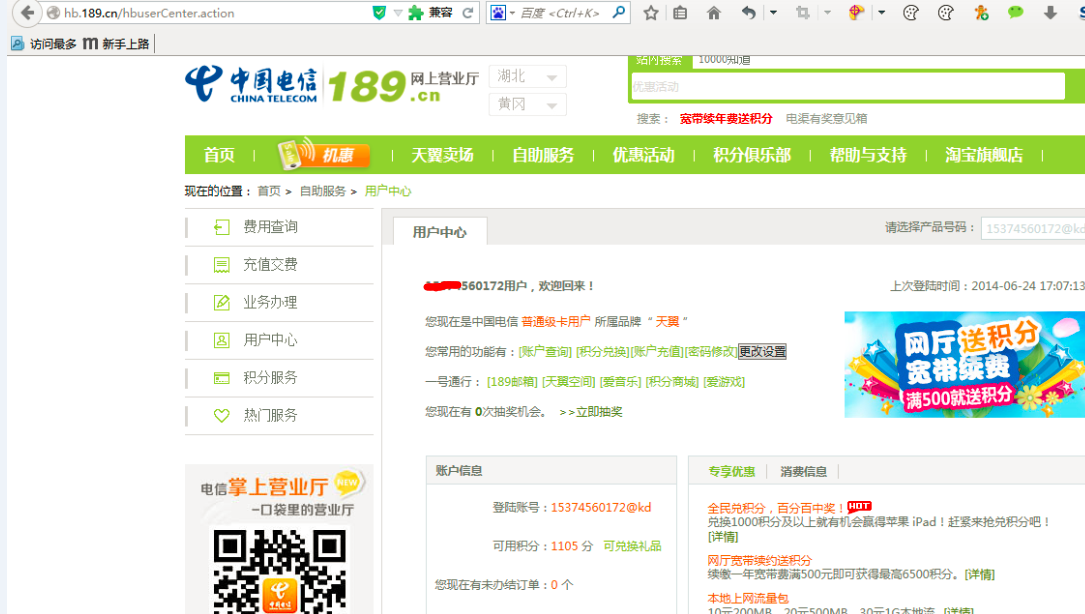 hb.189.cn/hbuserCenter.action
兼容
百度 <Ctrl+K>
访问最多 m 新手上路
中国电信
CHINA TELECOM
189.cn
网上营业厅
湖北
黄冈
站内搜索 10000知道
优惠活动
搜索： 宽带续年费送积分 电渠有奖意见箱
首页 机惠 天翼卖场 自助服务 优惠活动 积分俱乐部 帮助与支持 淘宝旗舰店
现在的位置： 首页 > 自助服务 > 用户中心
费用查询
充值交费
业务办理
用户中心
积分服务
热门服务
电信掌上营业厅 NEW
—口袋里的营业厅
用户中心
请选择产品号码： 15374560172@kd
560172用户，欢迎回来！
上次登陆时间：2014-06-24 17:07:13
您现在是中国电信 普通级卡用户 所属品牌 “ 天翼 ”
您常用的功能有：[账户查询] [积分兑换][账户充值][密码修改]更改设置
一号通行： [189邮箱] [天翼空间] [爱音乐] [积分商城] [爱游戏]
您现在有 0次抽奖机会。 >>立即抽奖
网厅送积分
宽带续费
满500就送积分
账户信息
登陆账号：15374560172@kd
可用积分：1105 分 可兑换礼品
您现在有未办结订单：0 个
专享优惠 消费信息
全民兑积分，百分百中奖！HOT
兑换1000积分及以上就有机会赢得苹果 iPad！赶紧来抢兑积分吧！
[详情]
网厅宽带续约送积分
续缴一年宽带费满500元即可获得最高6500积分。[详情]
本地上网流量包
10元200MB、20元500MB、30元1G本地流 [详情]